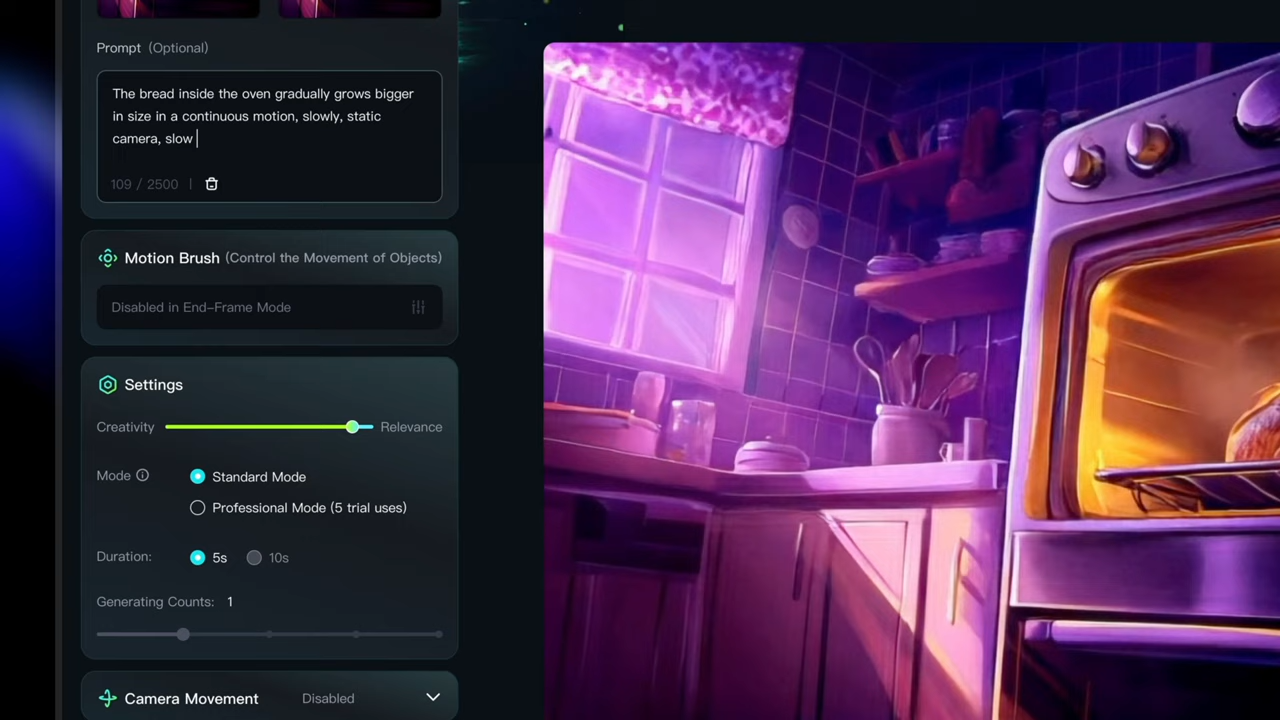 Prompt (Optional)
The bread inside the oven gradually grows bigger
in size in a continuous motion, slowly, static
camera, slow
109 / 2500
Motion Brush (Control the Movement of Objects)
Disabled in End-Frame Mode
Settings
Creativity Relevance
Mode Standard Mode
Professional Mode (5 trial uses)
Duration: 5s 10s
Generating Counts: 1
Camera Movement Disabled